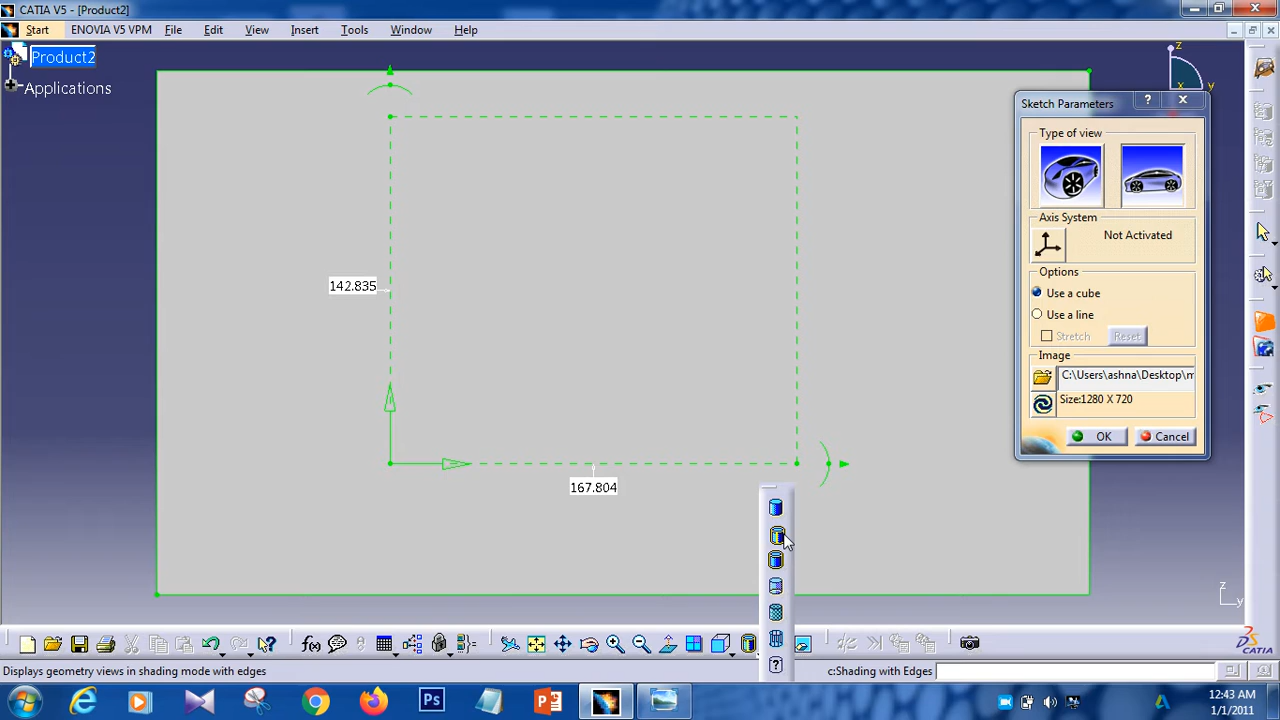 CATIA V5 - [Product2]
Start ENOVIA V5 VPM File Edit View Insert Tools Window Help
Product2
Applications
z
x y
Sketch Parameters
?
Type of view
Axis System
Not Activated
Options
Use a cube
Use a line
Stretch Reset
Image
C:\Users\ashna\Desktop\m
Size:1280 X 720
OK Cancel
142.835
167.804
z
y
f(x)
?
CATIA
Displays geometry views in shading mode with edges
c:Shading with Edges
Ps
12:43 AM
1/1/2011